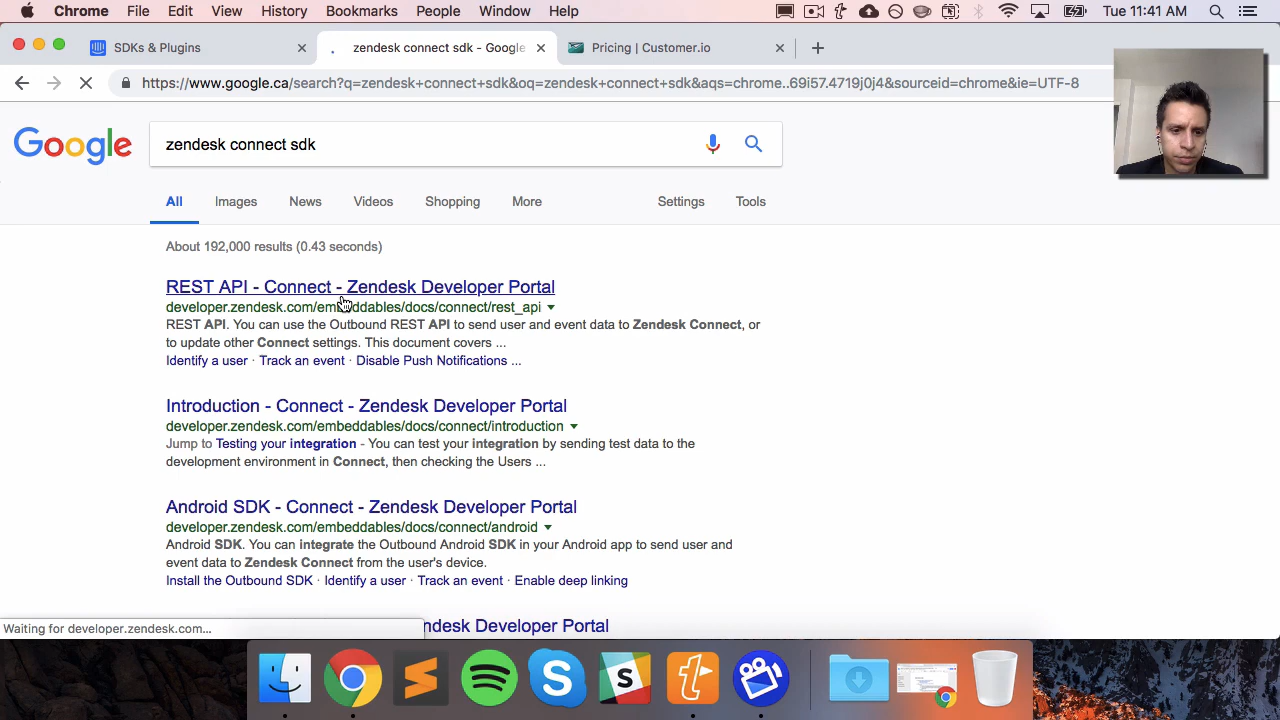 Chrome File Edit View History Bookmarks People Window Help Tue 11:41 AM
SDKs & Plugins zendesk connect sdk - Google Pricing | Customer.io
https://www.google.ca/search?q=zendesk+connect+sdk&oq=zendesk+connect+sdk&aqs=chrome..69i57.4719j0j4&sourceid=chrome&ie=UTF-8
Google zendesk connect sdk
All Images News Videos Shopping More Settings Tools
About 192,000 results (0.43 seconds)
REST API - Connect - Zendesk Developer Portal
developer.zendesk.com/embeddables/docs/connect/rest_api
REST API. You can use the Outbound REST API to send user and event data to Zendesk Connect, or
to update other Connect settings. This document covers ...
Identify a user · Track an event · Disable Push Notifications ...
Introduction - Connect - Zendesk Developer Portal
developer.zendesk.com/embeddables/docs/connect/introduction
Jump to Testing your integration - You can test your integration by sending test data to the
development environment in Connect, then checking the Users ...
Android SDK - Connect - Zendesk Developer Portal
developer.zendesk.com/embeddables/docs/connect/android
Android SDK. You can integrate the Outbound Android SDK in your Android app to send user and
event data to Zendesk Connect from the user's device.
Install the Outbound SDK · Identify a user · Track an event · Enable deep linking
ndesk Developer Portal
Waiting for developer.zendesk.com...